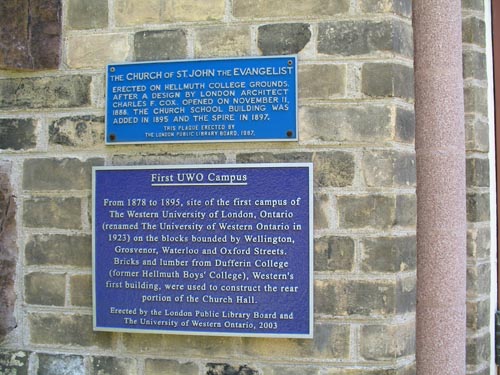 THE CHURCH OF ST. JOHN THE EVANGELIST
ERECTED ON HELLMUTH COLLEGE GROUNDS.
AFTER A DESIGN BY LONDON ARCHITECT
CHARLES F. COX. OPENED ON NOVEMBER 11,
1888. THE CHURCH SCHOOL BUILDING WAS
ADDED IN 1895 AND THE SPIRE IN 1897.
THIS PLAQUE ERECTED BY
THE LONDON PUBLIC LIBRARY BOARD, 1987.
First UWO Campus
From 1878 to 1895, site of the first campus of
The Western University of London, Ontario
(renamed The University of Western Ontario in
1923) on the blocks bounded by Wellington,
Grosvenor, Waterloo and Oxford Streets.
Bricks and lumber from Dufferin College
(former Hellmuth Boys' College), Western's
first building, were used to construct the rear
portion of the Church Hall.
Erected by the London Public Library Board and
The University of Western Ontario, 2003